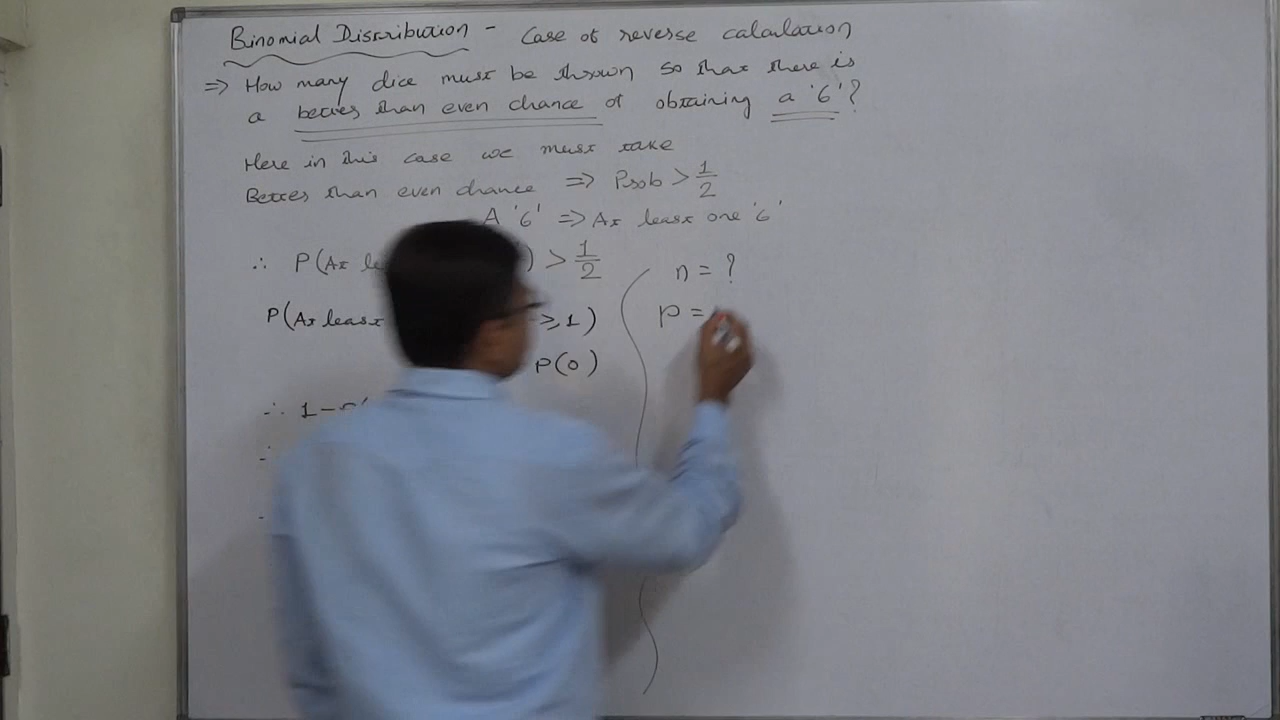 Binomial Distribution - Case of reverse calculation
⇒ How many dice must be thrown so that there is
a better than even chance of obtaining a '6'?
Here in this case we must take
Better than even chance ⇒ Prob > 1/2
A '6' ⇒ At least one '6'
∴ P(At le ) > 1/2
P(At least ≥ 1)
P(0)
∴ 1 -
n = ?
p =